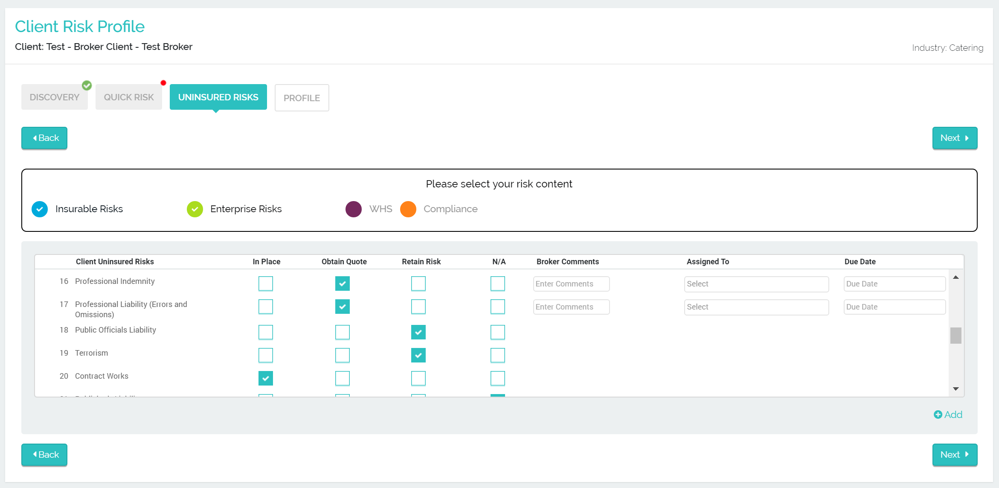 Client Risk Profile
Client: Test - Broker Client - Test Broker
Industry: Catering
DISCOVERY
QUICK RISK
UNINSURED RISKS
PROFILE
Back
Next
Please select your risk content
Insurable Risks
Enterprise Risks
WHS
Compliance
Client Uninsured Risks
In Place
Obtain Quote
Retain Risk
N/A
Broker Comments
Assigned To
Due Date
16 Professional Indemnity
Enter Comments
Select
Due Date
17 Professional Liability (Errors and
Omissions)
Enter Comments
Select
Due Date
18 Public Officials Liability
19 Terrorism
20 Contract Works
Add
Back
Next